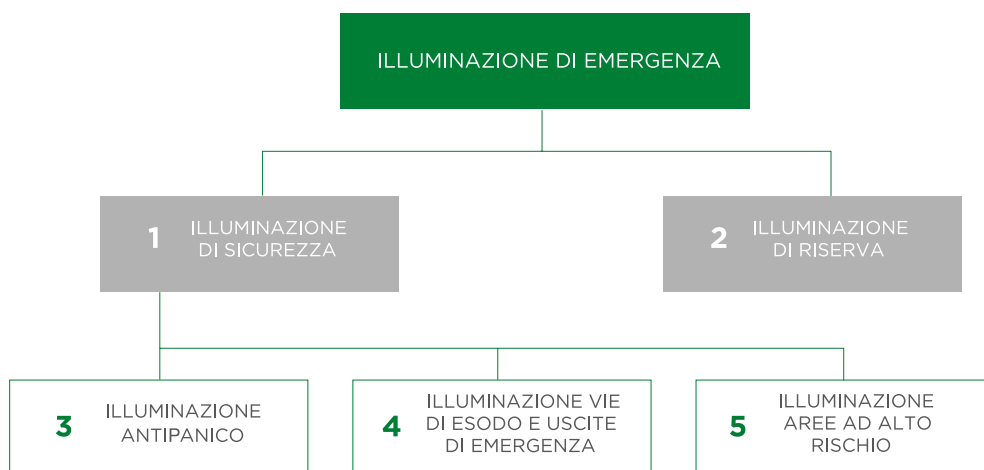 ILLUMINAZIONE DI EMERGENZA
1 ILLUMINAZIONE
DI SICUREZZA
2 ILLUMINAZIONE
DI RISERVA
3 ILLUMINAZIONE
ANTIPANICO
4 ILLUMINAZIONE VIE
DI ESODO E USCITE
DI EMERGENZA
5 ILLUMINAZIONE
AREE AD ALTO
RISCHIO